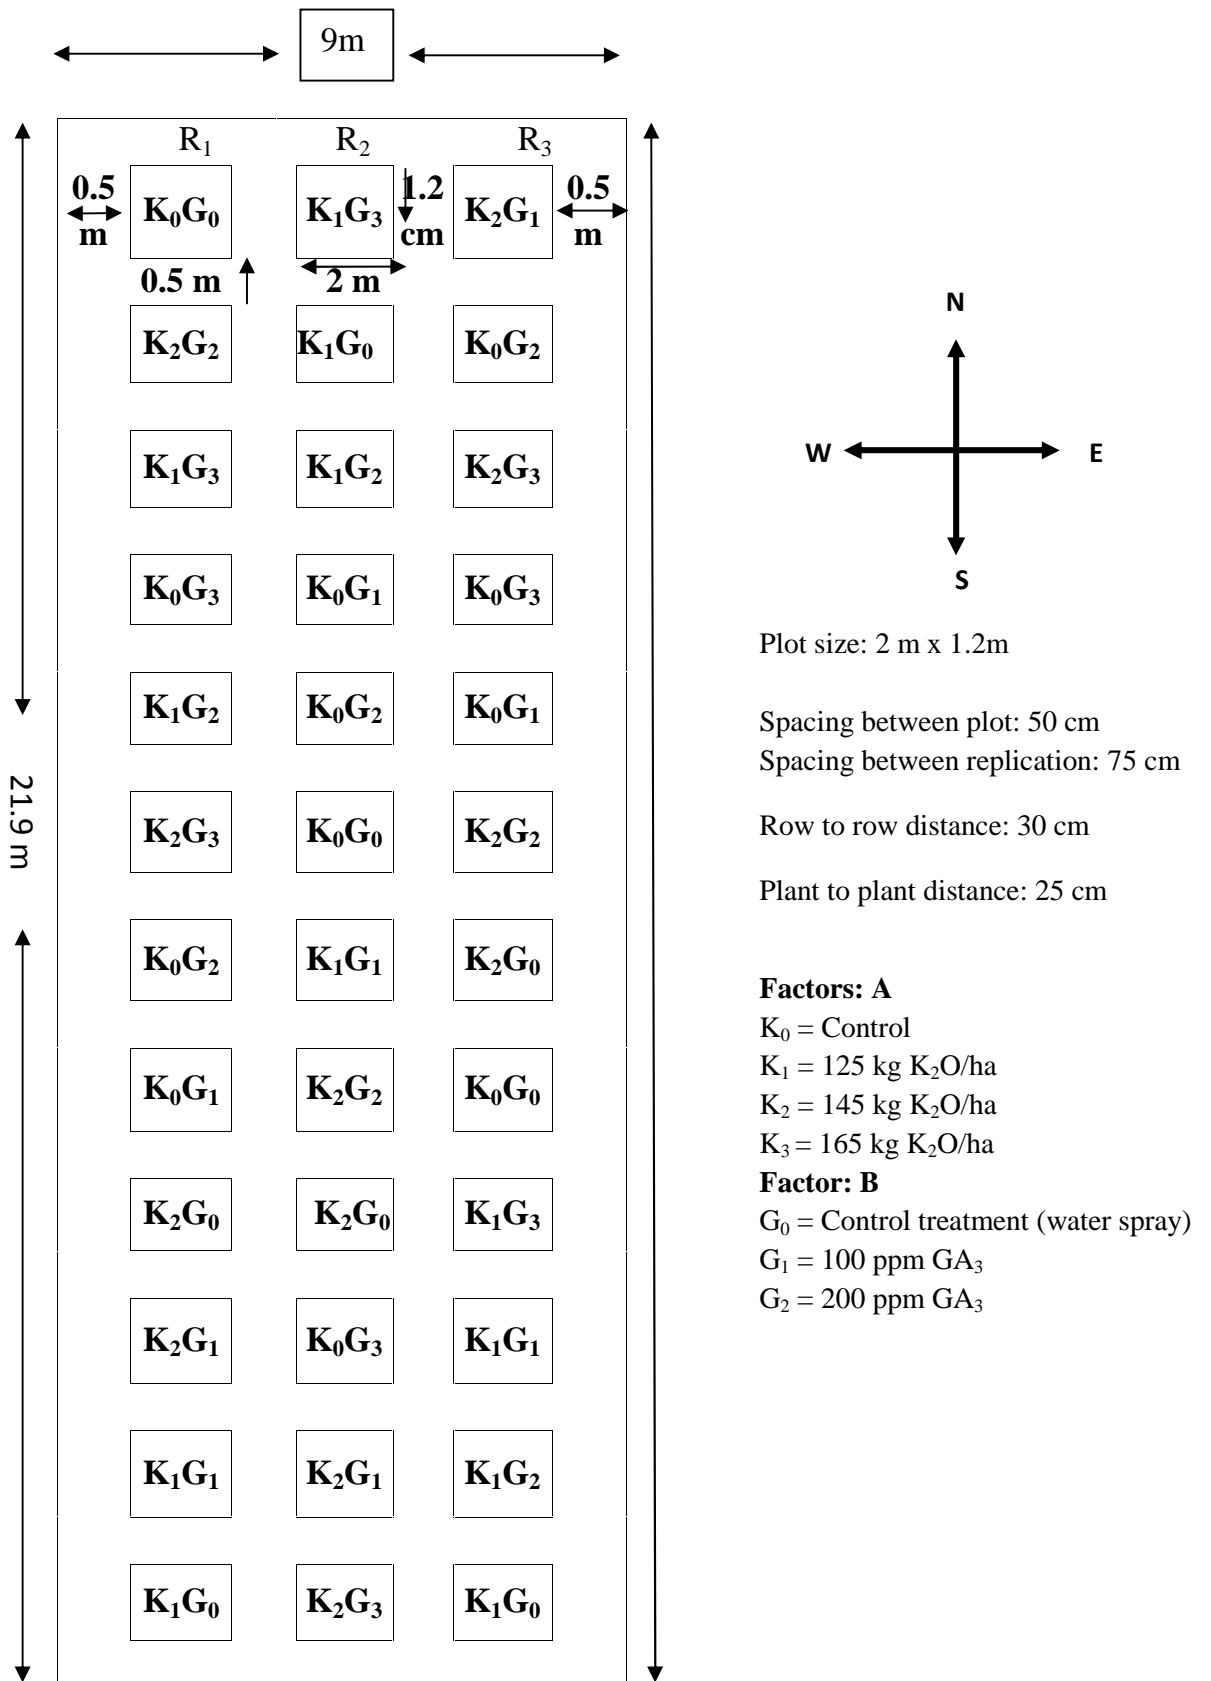 9m
R₁ R₂ R₃
0.5 m K₀G₀ K₁G₃ 1.2 cm K₂G₁ 0.5 m
0.5 m 2 m
K₂G₂ K₁G₀ K₀G₂
K₁G₃ K₁G₂ K₂G₃
K₀G₃ K₀G₁ K₀G₃
K₁G₂ K₀G₂ K₀G₁
K₂G₃ K₀G₀ K₂G₂
K₀G₂ K₁G₁ K₂G₀
K₀G₁ K₂G₂ K₀G₀
K₂G₀ K₂G₀ K₁G₃
K₂G₁ K₀G₃ K₁G₁
K₁G₁ K₂G₁ K₁G₂
K₁G₀ K₂G₃ K₁G₀
21.9 m
N
W E
S
Plot size: 2 m x 1.2m
Spacing between plot: 50 cm
Spacing between replication: 75 cm
Row to row distance: 30 cm
Plant to plant distance: 25 cm
Factors: A
K₀ = Control
K₁ = 125 kg K₂O/ha
K₂ = 145 kg K₂O/ha
K₃ = 165 kg K₂O/ha
Factor: B
G₀ = Control treatment (water spray)
G₁ = 100 ppm GA₃
G₂ = 200 ppm GA₃